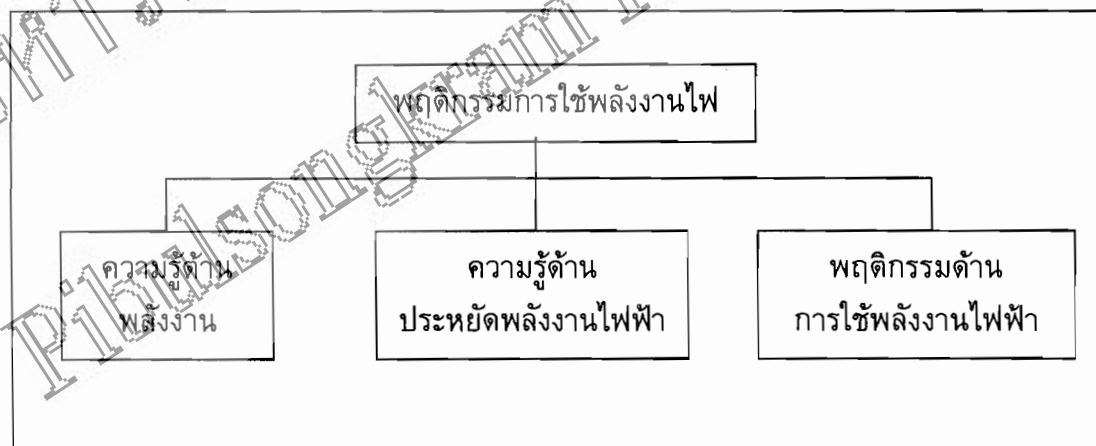 พฤติกรรมการใช้พลังงานไฟ
ความรู้ด้าน
พลังงาน
ความรู้ด้าน
ประหยัดพลังงานไฟฟ้า
พฤติกรรมด้าน
การใช้พลังงานไฟฟ้า
Pibulsongkram